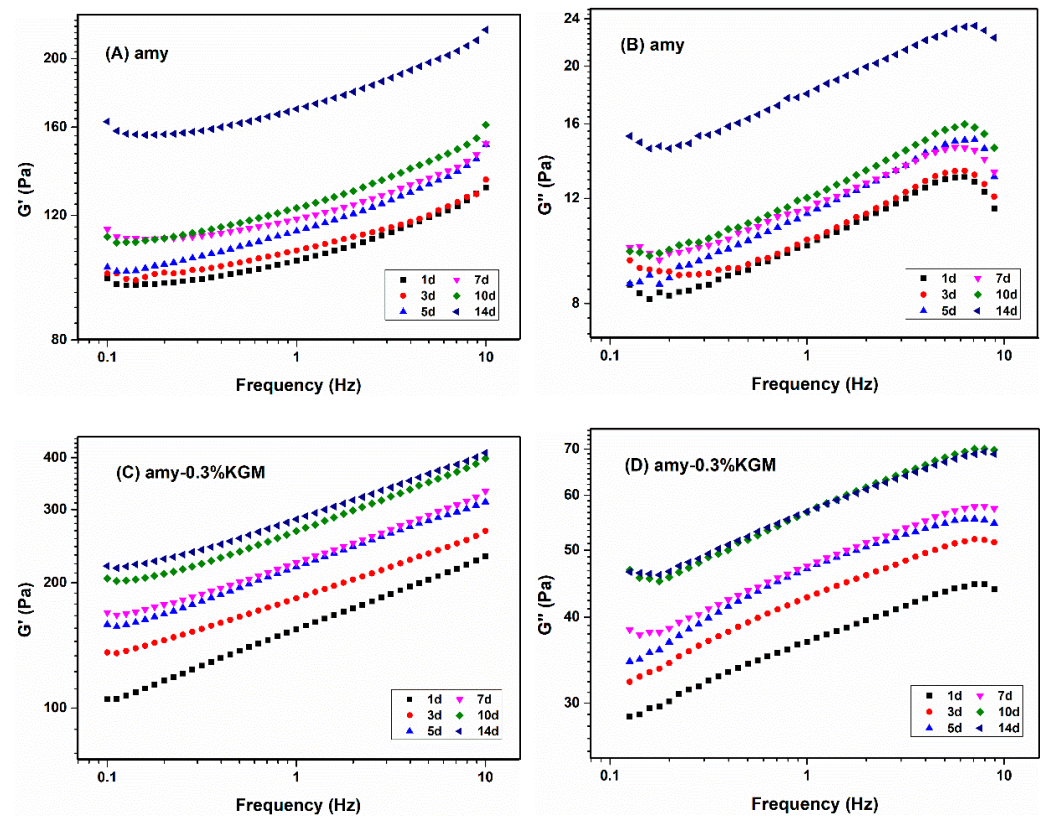 (A) amy
G' (Pa)
200
160
120
80
0.1
1
10
Frequency (Hz)
1d 7d
3d 10d
5d 14d
(B) amy
G'' (Pa)
24
20
16
12
8
0.1
1
10
Frequency (Hz)
1d 7d
3d 10d
5d 14d
(C) amy-0.3%KGM
G' (Pa)
400
300
200
100
0.1
1
10
Frequency (Hz)
1d 7d
3d 10d
5d 14d
(D) amy-0.3%KGM
G'' (Pa)
70
60
50
40
30
0.1
1
10
Frequency (Hz)
1d 7d
3d 10d
5d 14d